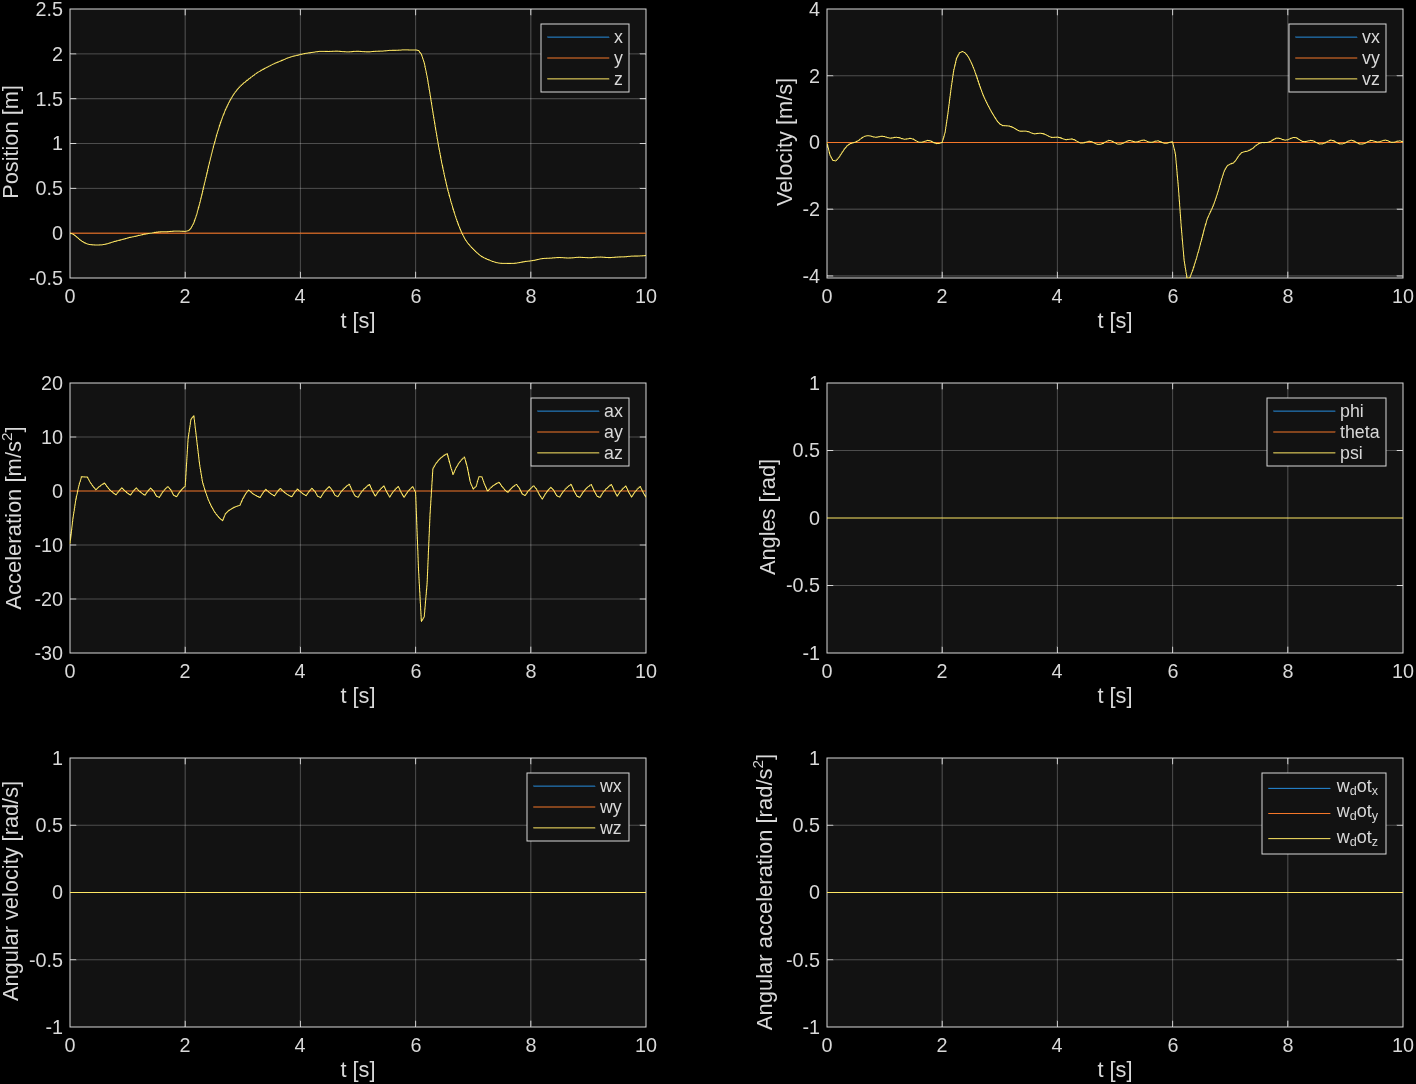 Position [m]
2.5
2
1.5
1
0.5
0
-0.5
0 2 4 6 8 10
t [s]
x
y
z
Velocity [m/s]
4
2
0
-2
-4
0 2 4 6 8 10
t [s]
vx
vy
vz
Acceleration [m/s²]
20
10
0
-10
-20
-30
0 2 4 6 8 10
t [s]
ax
ay
az
Angles [rad]
1
0.5
0
-0.5
-1
0 2 4 6 8 10
t [s]
phi
theta
psi
Angular velocity [rad/s]
1
0.5
0
-0.5
-1
0 2 4 6 8 10
t [s]
wx
wy
wz
Angular acceleration [rad/s²]
1
0.5
0
-0.5
-1
0 2 4 6 8 10
t [s]
w_dot_x
w_dot_y
w_dot_z